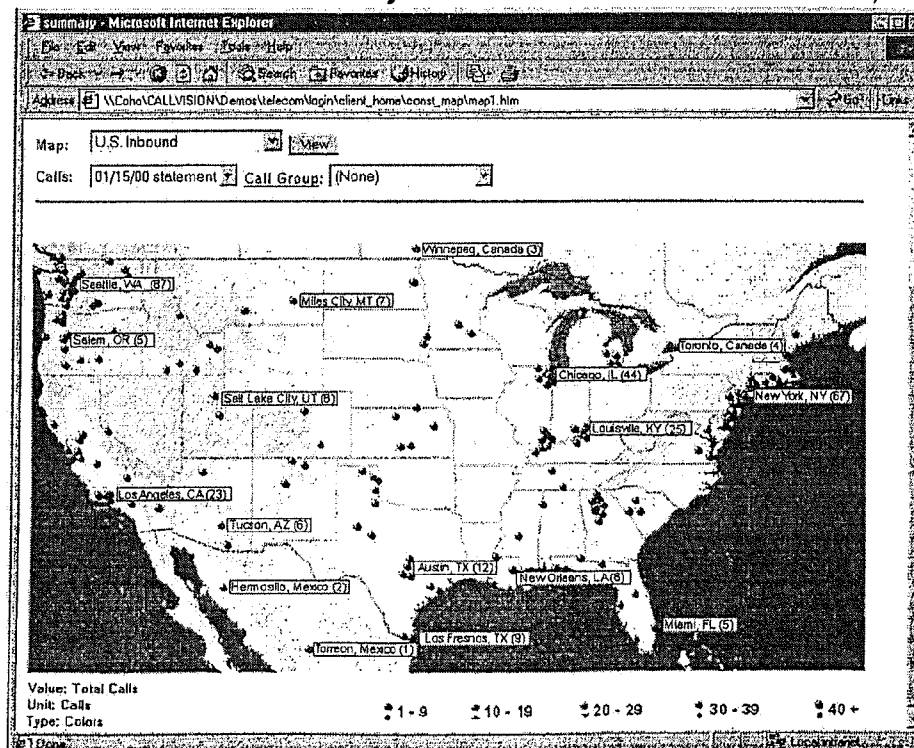 summary - Microsoft Internet Explorer
File Edit View Favorites Tools Help
Back Search Favorites History
Address \\Coho\CALLVISION\Demos\telecom\login\client_home\const_map\map1.htm Go Links
Map: U.S. Inbound View
Calls: 01/15/00 statement Call Group: (None)
Winnepeg, Canada (3)
Seattle, WA (87)
Miles City, MT (7)
Salem, OR (5)
Toronto, Canada (4)
Chicago, IL (44)
Salt Lake City, UT (8)
New York, NY (67)
Louisville, KY (25)
Los Angeles, CA (23)
Tucson, AZ (6)
Austin, TX (12)
New Orleans, LA (6)
Hermosillo, Mexico (2)
Miami, FL (5)
Los Fresnos, TX (9)
Torreon, Mexico (1)
Value: Total Calls
Unit: Calls
Type: Colors
1 - 9 10 - 19 20 - 29 30 - 39 40 +
Done